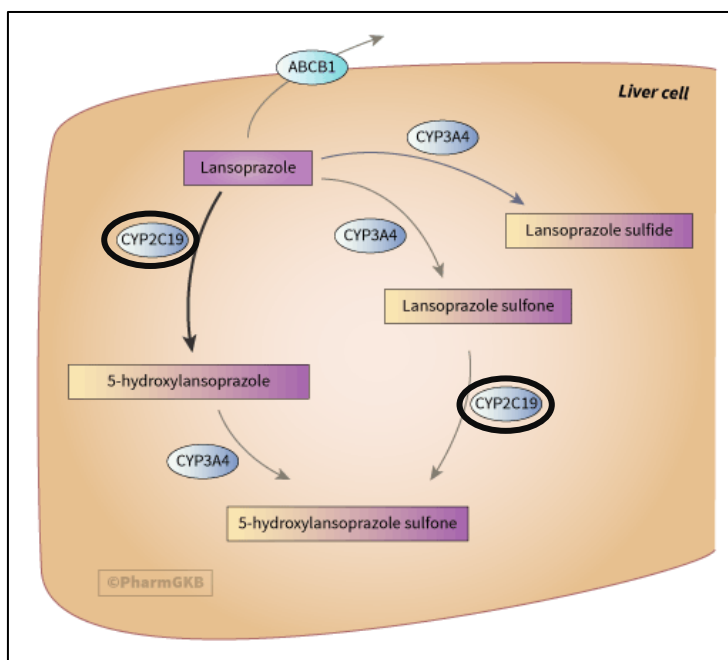 ABCB1
Liver cell
CYP3A4
Lansoprazole
CYP2C19
CYP3A4
Lansoprazole sulfide
Lansoprazole sulfone
5-hydroxylansoprazole
CYP2C19
CYP3A4
5-hydroxylansoprazole sulfone
©PharmGKB